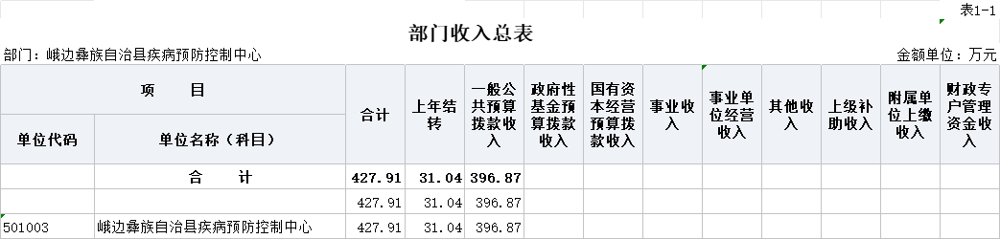 表1-1
部门收入总表
部门：峨边彝族自治县疾病预防控制中心 金额单位：万元
项 目 合计 上年结转 一般公共预算拨款收入 政府性基金预算拨款收入 国有资本经营预算拨款收入 事业收入 事业单位经营收入 其他收入 上级补助收入 附属单位上缴收入 财政专户管理资金收入
单位代码 单位名称（科目）
合 计 427.91 31.04 396.87
427.91 31.04 396.87
501003 峨边彝族自治县疾病预防控制中心 427.91 31.04 396.87